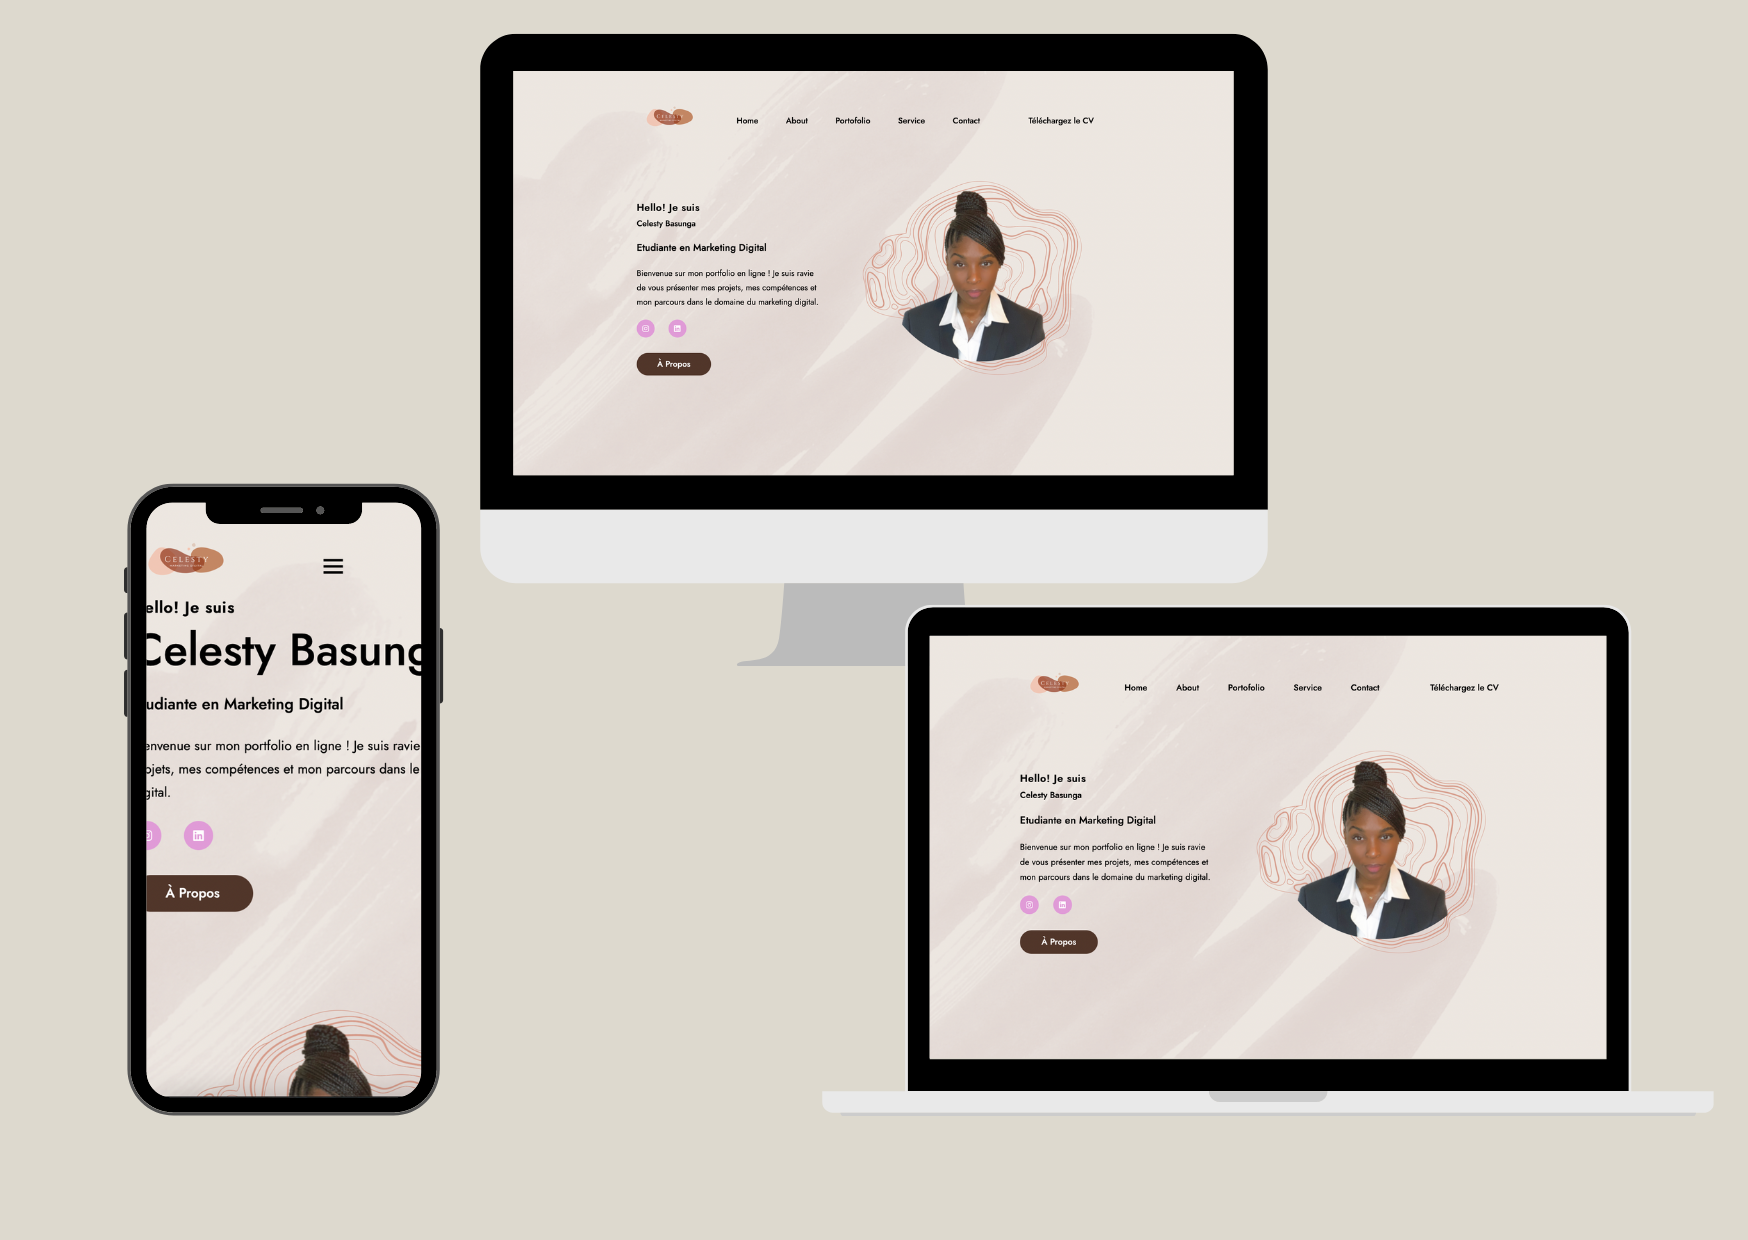 CELESTY
Home About Portofolio Service Contact Téléchargez le CV
Hello! Je suis
Celesty Basunga
Etudiante en Marketing Digital
Bienvenue sur mon portfolio en ligne ! Je suis ravie
de vous présenter mes projets, mes compétences et
mon parcours dans le domaine du marketing digital.
À Propos
CELESTY
ello! Je suis
Celesty Basung
udiante en Marketing Digital
envenue sur mon portfolio en ligne ! Je suis ravie
ojets, mes compétences et mon parcours dans le
gital.
À Propos
CELESTY
Home About Portofolio Service Contact Téléchargez le CV
Hello! Je suis
Celesty Basunga
Etudiante en Marketing Digital
Bienvenue sur mon portfolio en ligne ! Je suis ravie
de vous présenter mes projets, mes compétences et
mon parcours dans le domaine du marketing digital.
À Propos